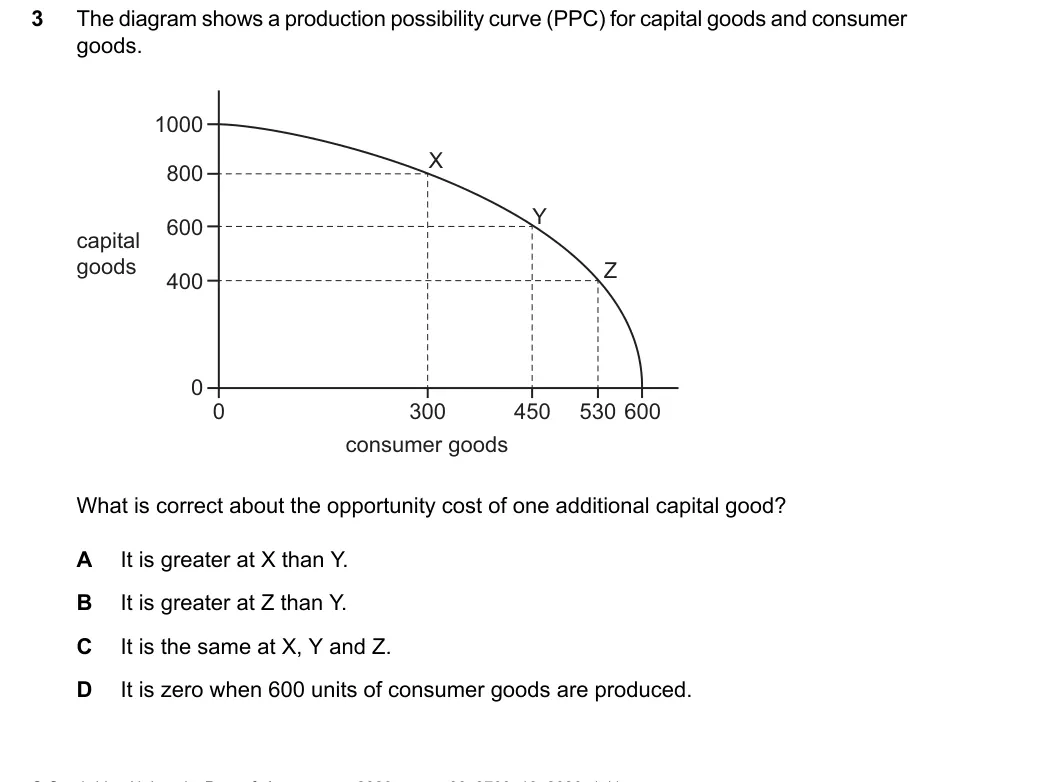 3 The diagram shows a production possibility curve (PPC) for capital goods and consumer
goods.
1000
X
800
Y
600
capital
goods
Z
400
0
0 300 450 530 600
consumer goods
What is correct about the opportunity cost of one additional capital good?
A It is greater at X than Y.
B It is greater at Z than Y.
C It is the same at X, Y and Z.
D It is zero when 600 units of consumer goods are produced.